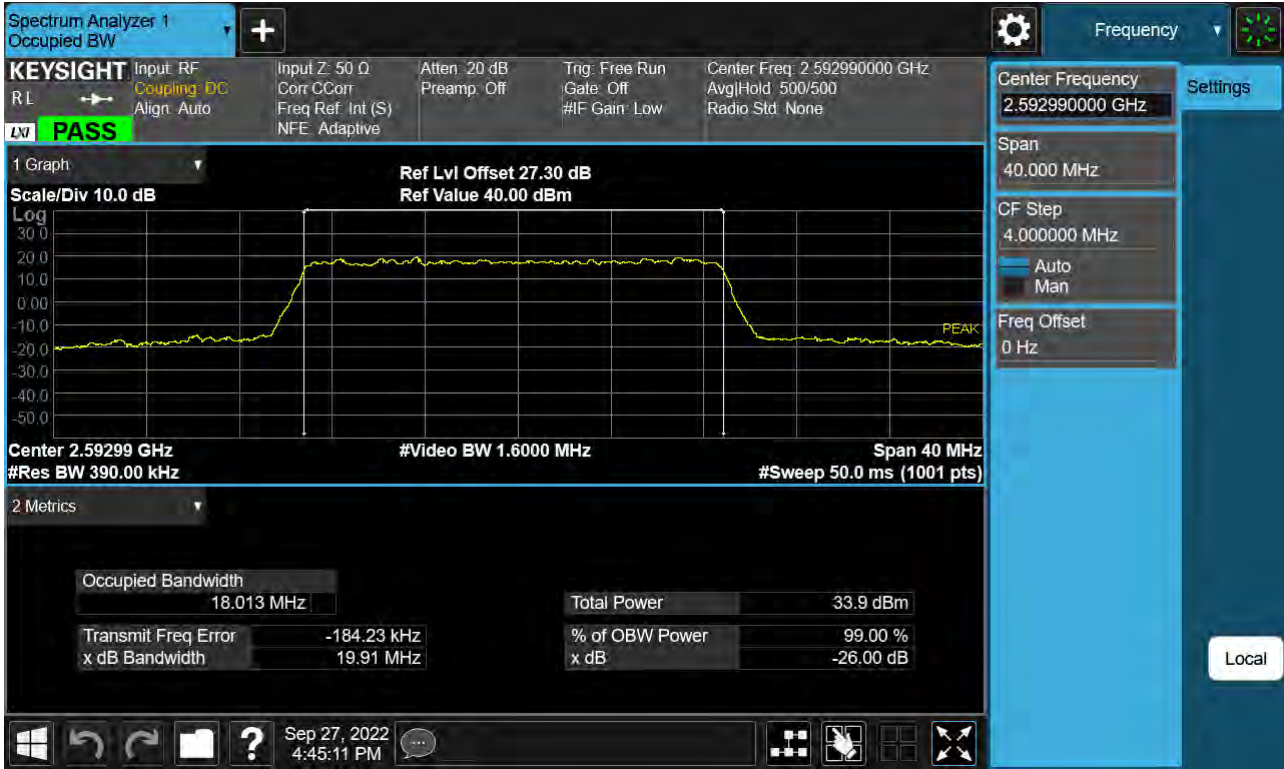 Spectrum Analyzer 1
Occupied BW
+
Frequency
KEYSIGHT
R L
LXI PASS
Input: RF
Coupling: DC
Align: Auto
Input Z: 50 Ω
Corr CCorr
Freq Ref: Int (S)
NFE: Adaptive
Atten: 20 dB
Preamp: Off
Trig: Free Run
Gate: Off
#IF Gain: Low
Center Freq: 2.592990000 GHz
Avg|Hold: 500/500
Radio Std: None
Center Frequency
2.592990000 GHz
Settings
Span
40.000 MHz
CF Step
4.000000 MHz
Auto
Man
Freq Offset
0 Hz
Local
1 Graph
Scale/Div 10.0 dB
Ref Lvl Offset 27.30 dB
Ref Value 40.00 dBm
Log
30.0
20.0
10.0
0.00
-10.0
-20.0
-30.0
-40.0
-50.0
PEAK
Center 2.59299 GHz
#Video BW 1.6000 MHz
Span 40 MHz
#Res BW 390.00 kHz
#Sweep 50.0 ms (1001 pts)
2 Metrics
Occupied Bandwidth
18.013 MHz
Total Power 33.9 dBm
Transmit Freq Error -184.23 kHz
% of OBW Power 99.00 %
x dB Bandwidth 19.91 MHz
x dB -26.00 dB
?
Sep 27, 2022
4:45:11 PM